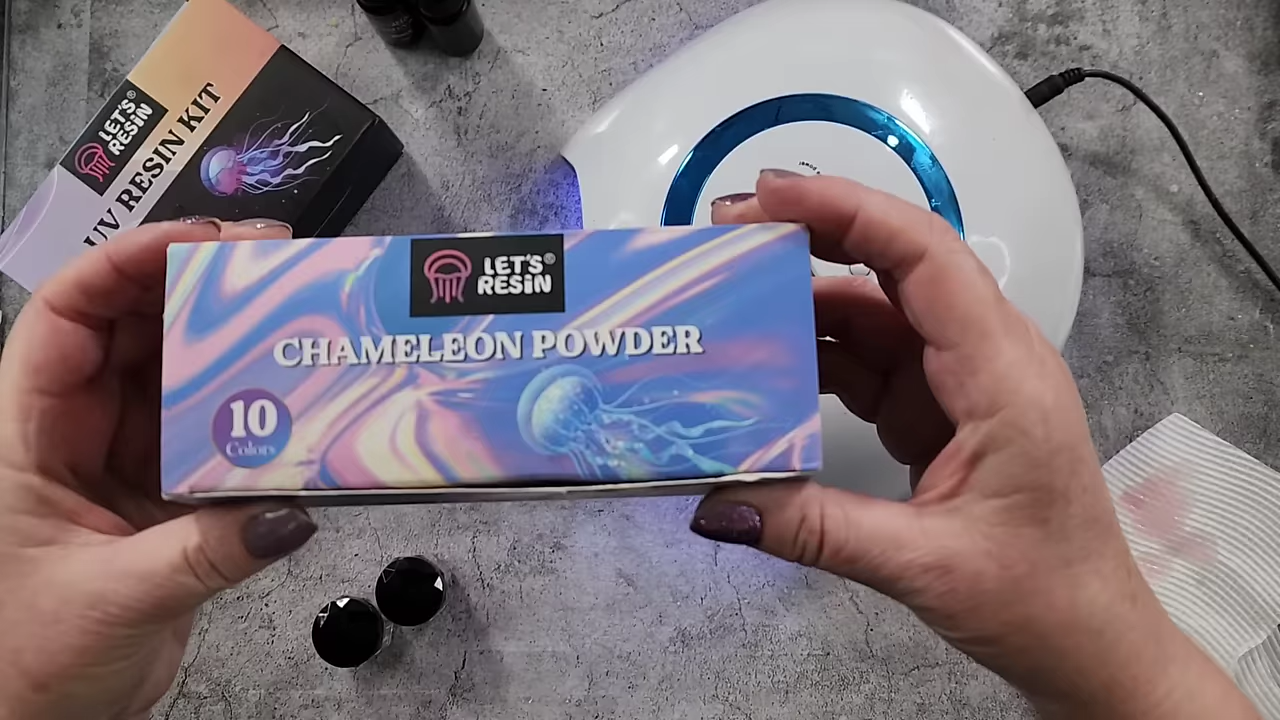 LET'S
RESIN®
UV RESIN KIT
LET'S®
RESIN
CHAMELEON POWDER
10
Colors